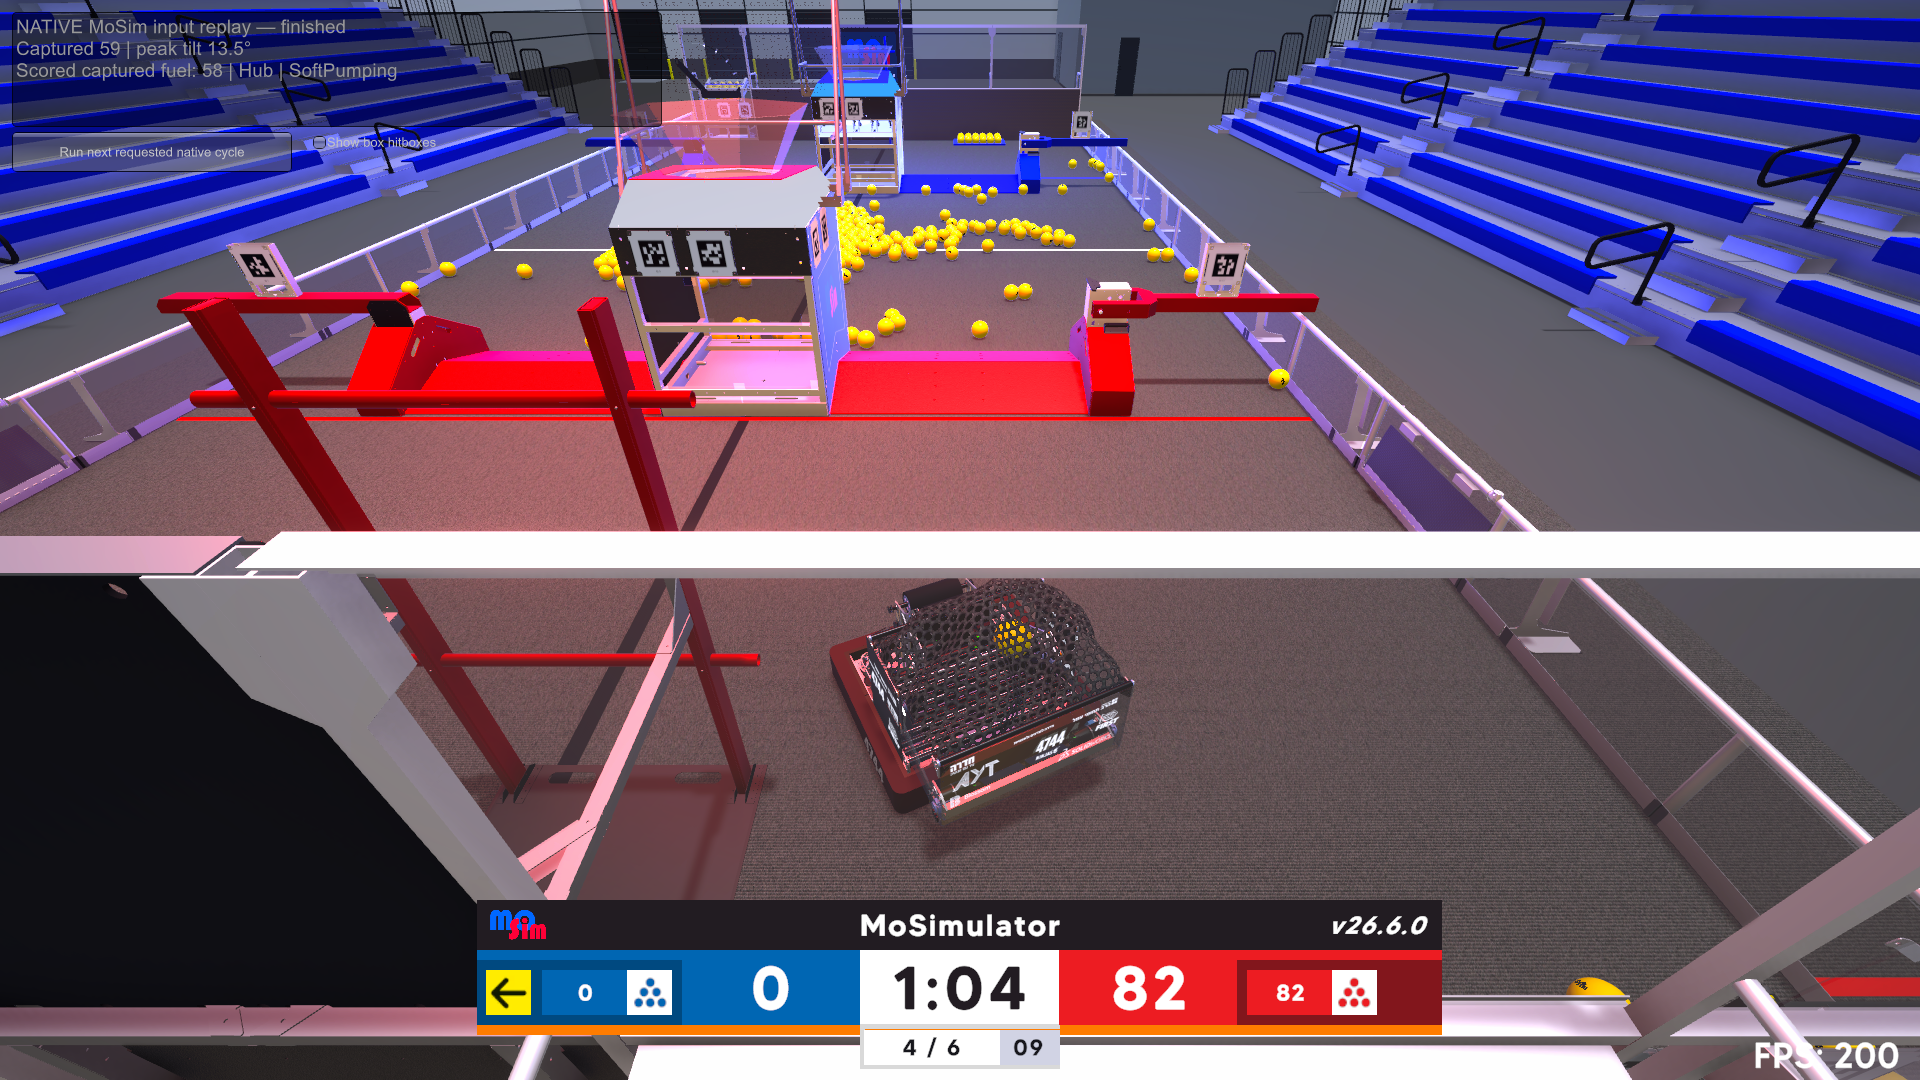 NATIVE MoSim input replay — finished
Captured 59 | peak tilt 13.5°
Scored captured fuel: 58 | Hub | SoftPumping
Run next requested native cycle
Show box hitboxes
4744
AYT
mosim
MoSimulator
v26.6.0
0
0
1:04
82
82
4 / 6
09
FPS: 200